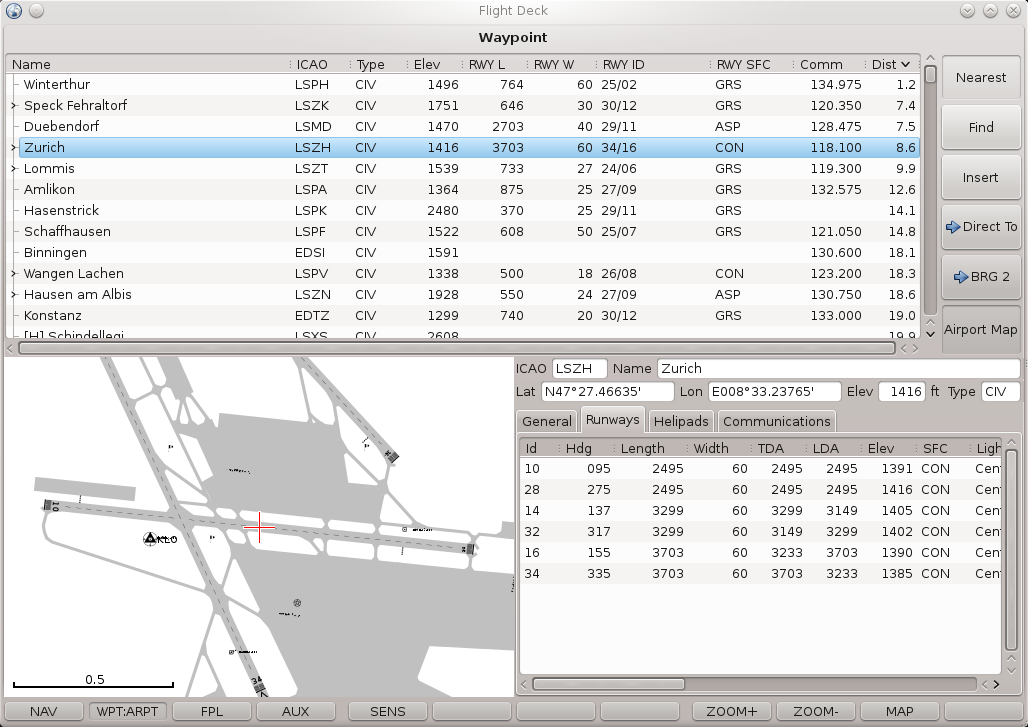 Flight Deck
Waypoint
Name ICAO Type Elev RWY L RWY W RWY ID RWY SFC Comm Dist
Winterthur LSPH CIV 1496 764 60 25/02 GRS 134.975 1.2
Speck Fehraltorf LSZK CIV 1751 646 30 30/12 GRS 120.350 7.4
Duebendorf LSMD CIV 1470 2703 40 29/11 ASP 128.475 7.5
Zurich LSZH CIV 1416 3703 60 34/16 CON 118.100 8.6
Lommis LSZT CIV 1539 733 27 24/06 GRS 119.300 9.9
Amlikon LSPA CIV 1364 875 25 27/09 GRS 132.575 12.6
Hasenstrick LSPK CIV 2480 370 25 29/11 GRS 14.1
Schaffhausen LSPF CIV 1522 608 50 25/07 GRS 121.050 14.8
Binningen EDSI CIV 1591 130.600 18.1
Wangen Lachen LSPV CIV 1338 500 18 26/08 CON 123.200 18.3
Hausen am Albis LSZN CIV 1928 550 24 27/09 ASP 130.750 18.6
Konstanz EDTZ CIV 1299 740 20 30/12 GRS 133.000 19.0
[H] Schindellegi LSXS CIV 2608 19.9
Nearest
Find
Insert
Direct To
BRG 2
Airport Map
10
KLO
34
0.5
ICAO LSZH Name Zurich
Lat N47°27.46635' Lon E008°33.23765' Elev 1416 ft Type CIV
General Runways Helipads Communications
Id Hdg Length Width TDA LDA Elev SFC Ligh
10 095 2495 60 2495 2495 1391 CON Cen
28 275 2495 60 2495 2495 1416 CON Cen
14 137 3299 60 3299 3149 1405 CON Cen
32 317 3299 60 3149 3299 1402 CON Cen
16 155 3703 60 3233 3703 1390 CON Cen
34 335 3703 60 3703 3233 1385 CON Cen
NAV WPT:ARPT FPL AUX SENS ZOOM+ ZOOM- MAP